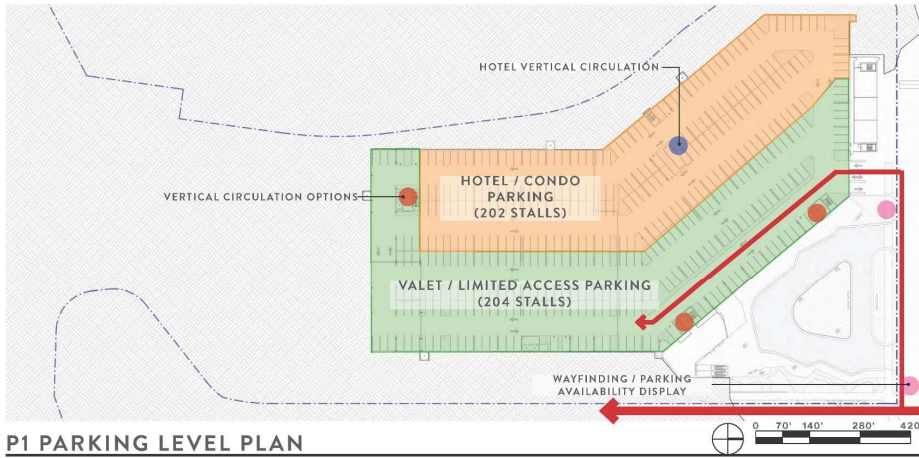 HOTEL VERTICAL CIRCULATION
HOTEL / CONDO
PARKING
(202 STALLS)
VERTICAL CIRCULATION OPTIONS
VALET / LIMITED ACCESS PARKING
(204 STALLS)
WAYFINDING / PARKING
AVAILABILITY DISPLAY
P1 PARKING LEVEL PLAN
0 70' 140' 280' 420